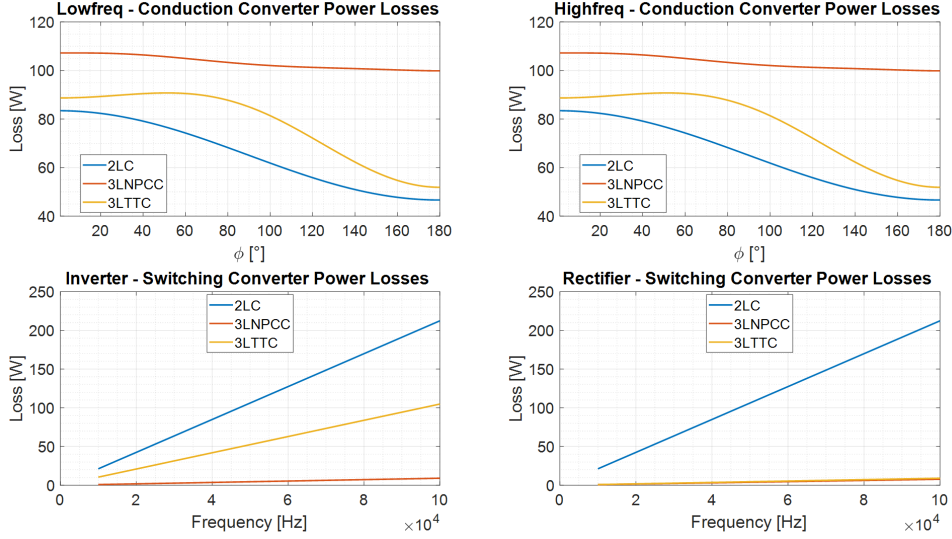 Lowfreq - Conduction Converter Power Losses
120
100
80
60
40
Loss [W]
2LC
3LNPCC
3LTTC
20 40 60 80 100 120 140 160 180
ϕ [°]
Highfreq - Conduction Converter Power Losses
120
100
80
60
40
Loss [W]
2LC
3LNPCC
3LTTC
20 40 60 80 100 120 140 160 180
ϕ [°]
Inverter - Switching Converter Power Losses
250
200
150
100
50
0
Loss [W]
2LC
3LNPCC
3LTTC
0 2 4 6 8 10
Frequency [Hz]
×10⁴
Rectifier - Switching Converter Power Losses
250
200
150
100
50
0
Loss [W]
2LC
3LNPCC
3LTTC
0 2 4 6 8 10
Frequency [Hz]
×10⁴